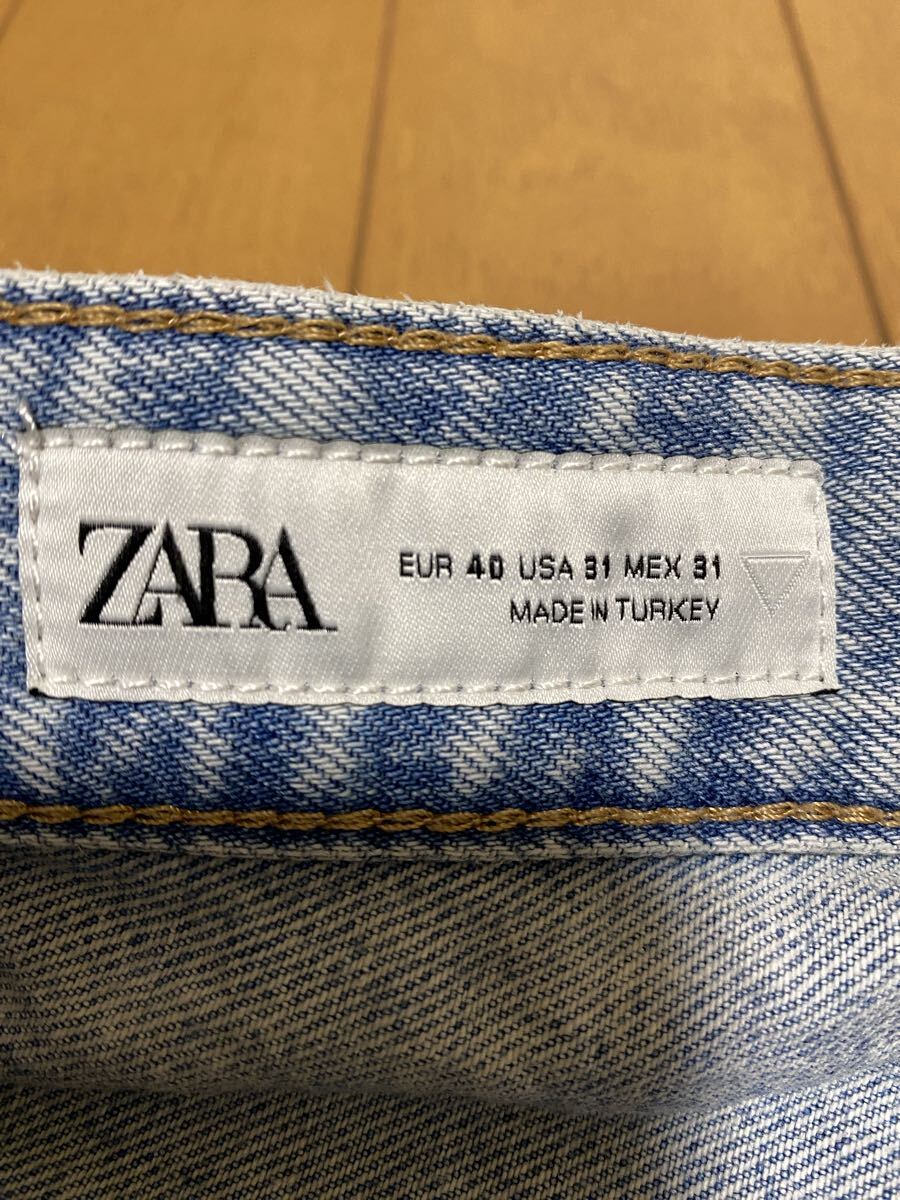 ZARA
EUR 40 USA 31 MEX 31
MADE IN TURKEY